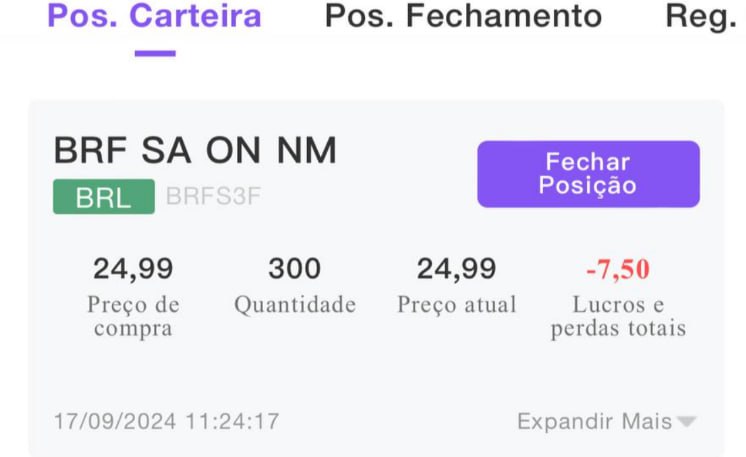 Pos. Carteira Pos. Fechamento Reg.
BRF SA ON NM
Fechar
Posição
BRL BRFS3F
24,99 300 24,99 -7,50
Preço de Quantidade Preço atual Lucros e
compra perdas totais
17/09/2024 11:24:17 Expandir Mais